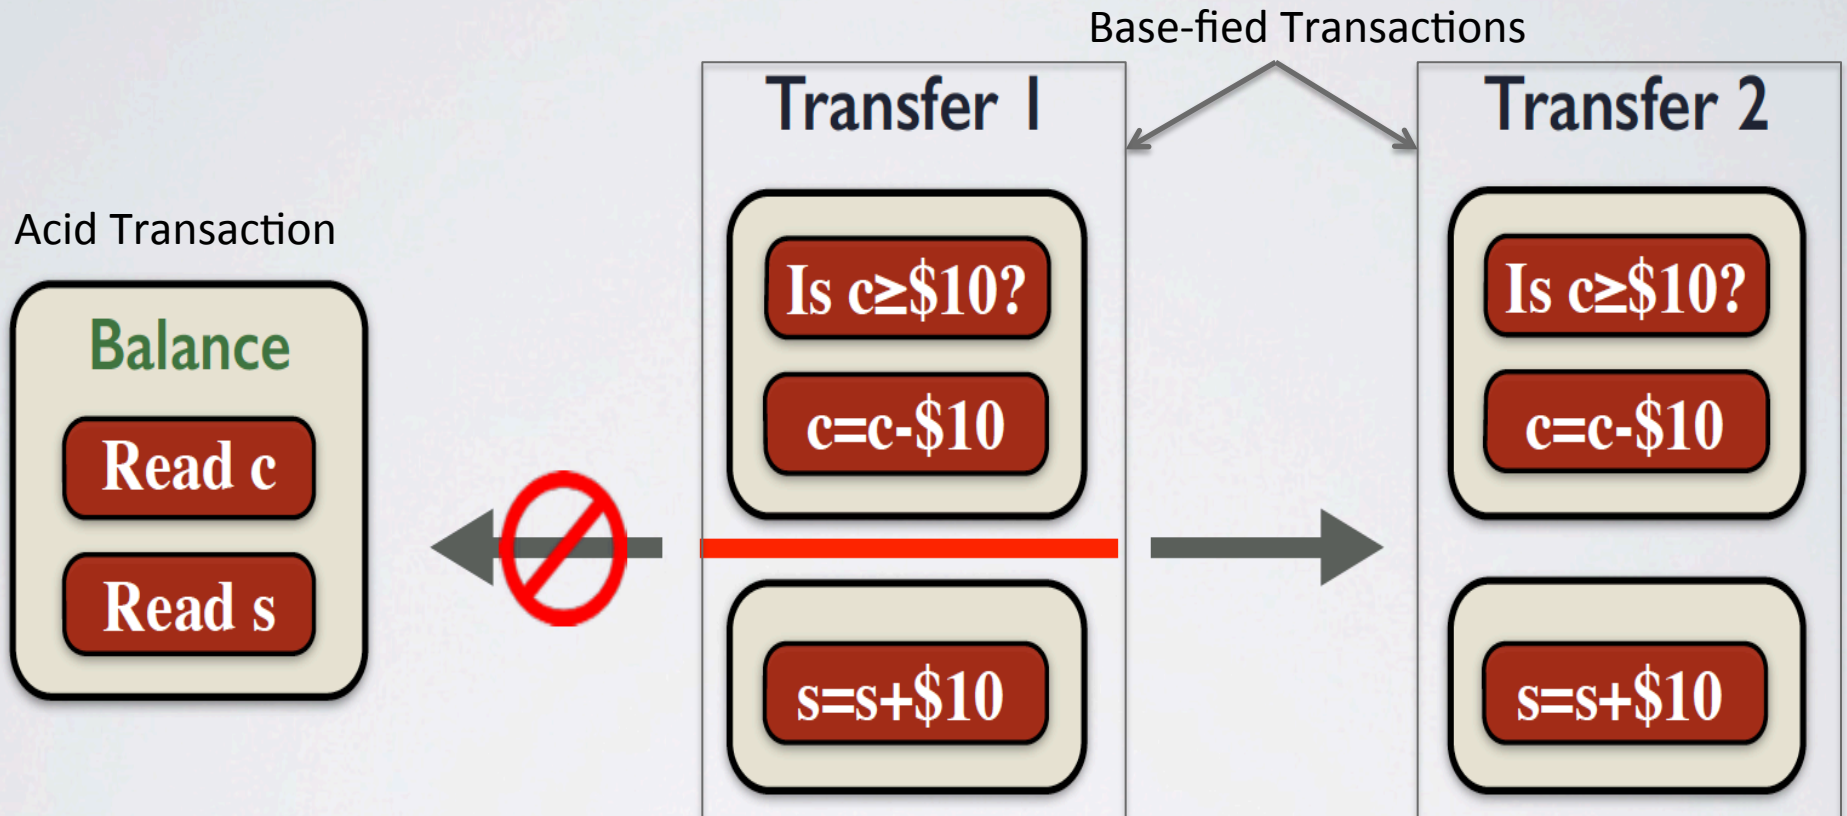 Base-fied Transactions
Acid Transaction
Balance
Read c
Read s
Transfer 1
Is c≥$10?
c=c-$10
s=s+$10
Transfer 2
Is c≥$10?
c=c-$10
s=s+$10